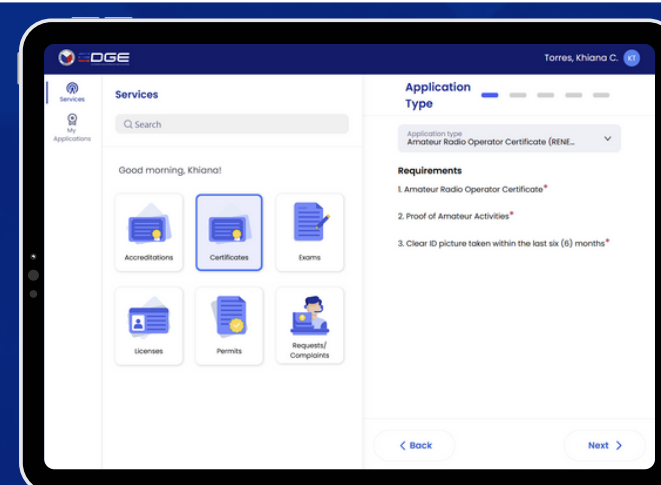 EDGE
Torres, Khiana C. KT
Services
My
Applications
Services
Search
Good morning, Khiana!
Accreditations
Certificates
Exams
Licenses
Permits
Requests/
Complaints
Application
Type
Application type
Amateur Radio Operator Certificate (RENE...
Requirements
1. Amateur Radio Operator Certificate*
2. Proof of Amateur Activities*
3. Clear ID picture taken within the last six (6) months*
< Back
Next >